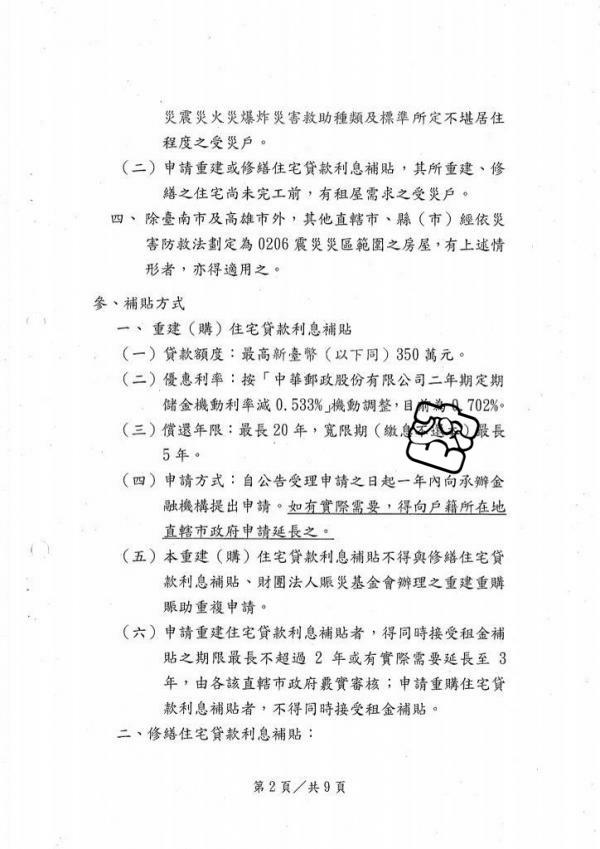 災震災火災爆炸災害救助種類及標準所定不堪居住
程度之受災戶。
（二）申請重建或修繕住宅貸款利息補貼，其所重建、修
繕之住宅尚未完工前，有租屋需求之受災戶。
四、除臺南市及高雄市外，其他直轄市、縣（市）經依災
害防救法劃定為 0206 震災災區範圍之房屋，有上述情
形者，亦得適用之。
參、補貼方式
一、重建（購）住宅貸款利息補貼
（一）貸款額度：最高新臺幣（以下同）350 萬元。
（二）優惠利率：按「中華郵政股份有限公司二年期定期
儲金機動利率減 0.533%」機動調整，目前為 0.702%。
（三）償還年限：最長 20 年，寬限期（繳息不還本）最長
5 年。
（四）申請方式：自公告受理申請之日起一年內向承辦金
融機構提出申請。如有實際需要，得向戶籍所在地
直轄市政府申請延長之。
（五）本重建（購）住宅貸款利息補貼不得與修繕住宅貸
款利息補貼、財團法人賑災基金會辦理之重建重購
賑助重複申請。
（六）申請重建住宅貸款利息補貼者，得同時接受租金補
貼之期限最長不超過 2 年或有實際需要延長至 3
年，由各該直轄市政府覈實審核；申請重購住宅貸
款利息補貼者，不得同時接受租金補貼。
二、修繕住宅貸款利息補貼：
第 2 頁／共 9 頁